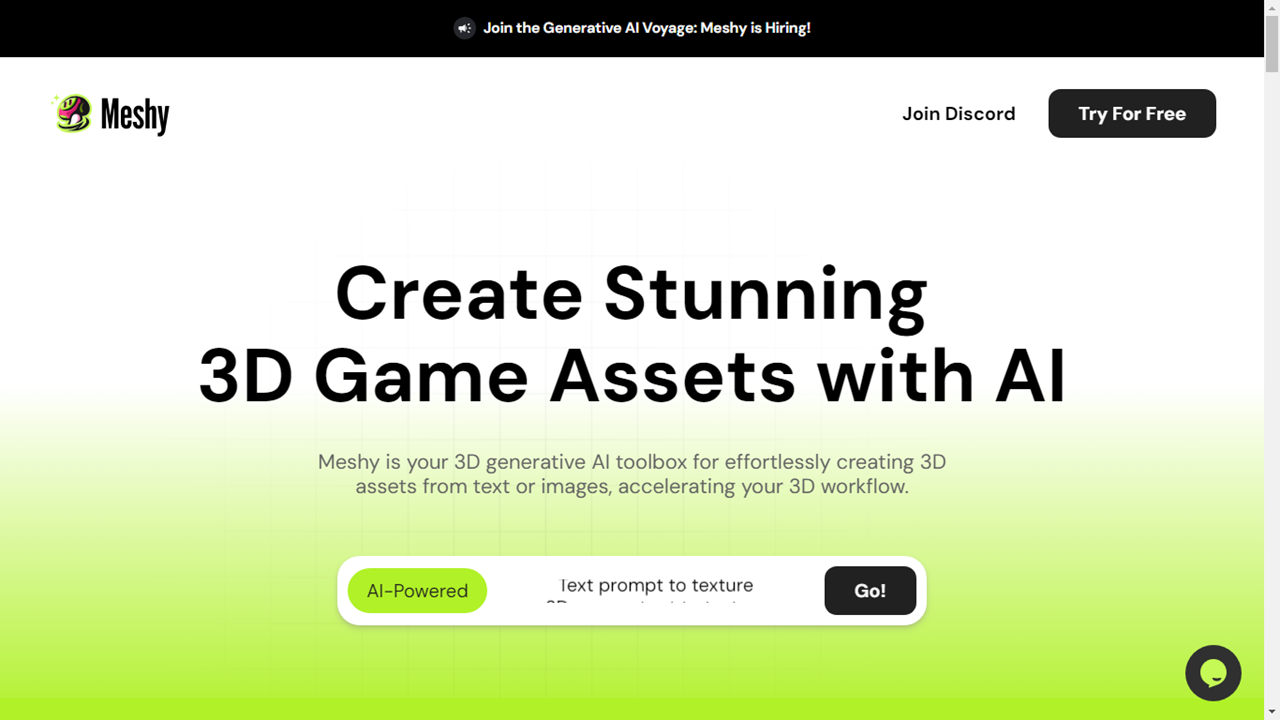 Join the Generative AI Voyage: Meshy is Hiring!
Meshy
Join Discord
Try For Free
Create Stunning
3D Game Assets with AI
Meshy is your 3D generative AI toolbox for effortlessly creating 3D
assets from text or images, accelerating your 3D workflow.
AI-Powered
Text prompt to texture
Go!